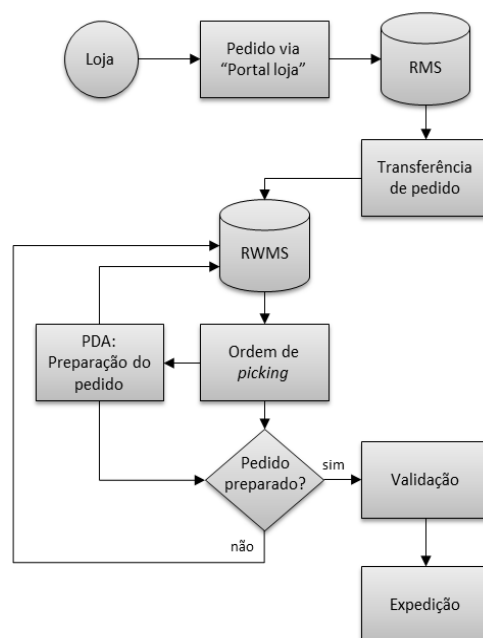 Loja
Pedido via
“Portal loja”
RMS
Transferência
de pedido
RWMS
PDA:
Preparação do
pedido
Ordem de
picking
Pedido
preparado?
sim
Validação
não
Expedição